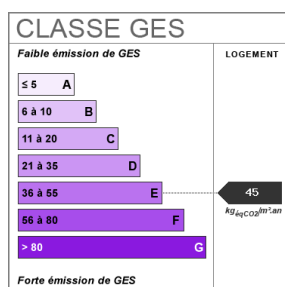 CLASSE GES
Faible émission de GES
LOGEMENT
≤ 5 A
6 à 10 B
11 à 20 C
21 à 35 D
36 à 55 E
45
kgéqCO2/m².an
56 à 80 F
> 80 G
Forte émission de GES